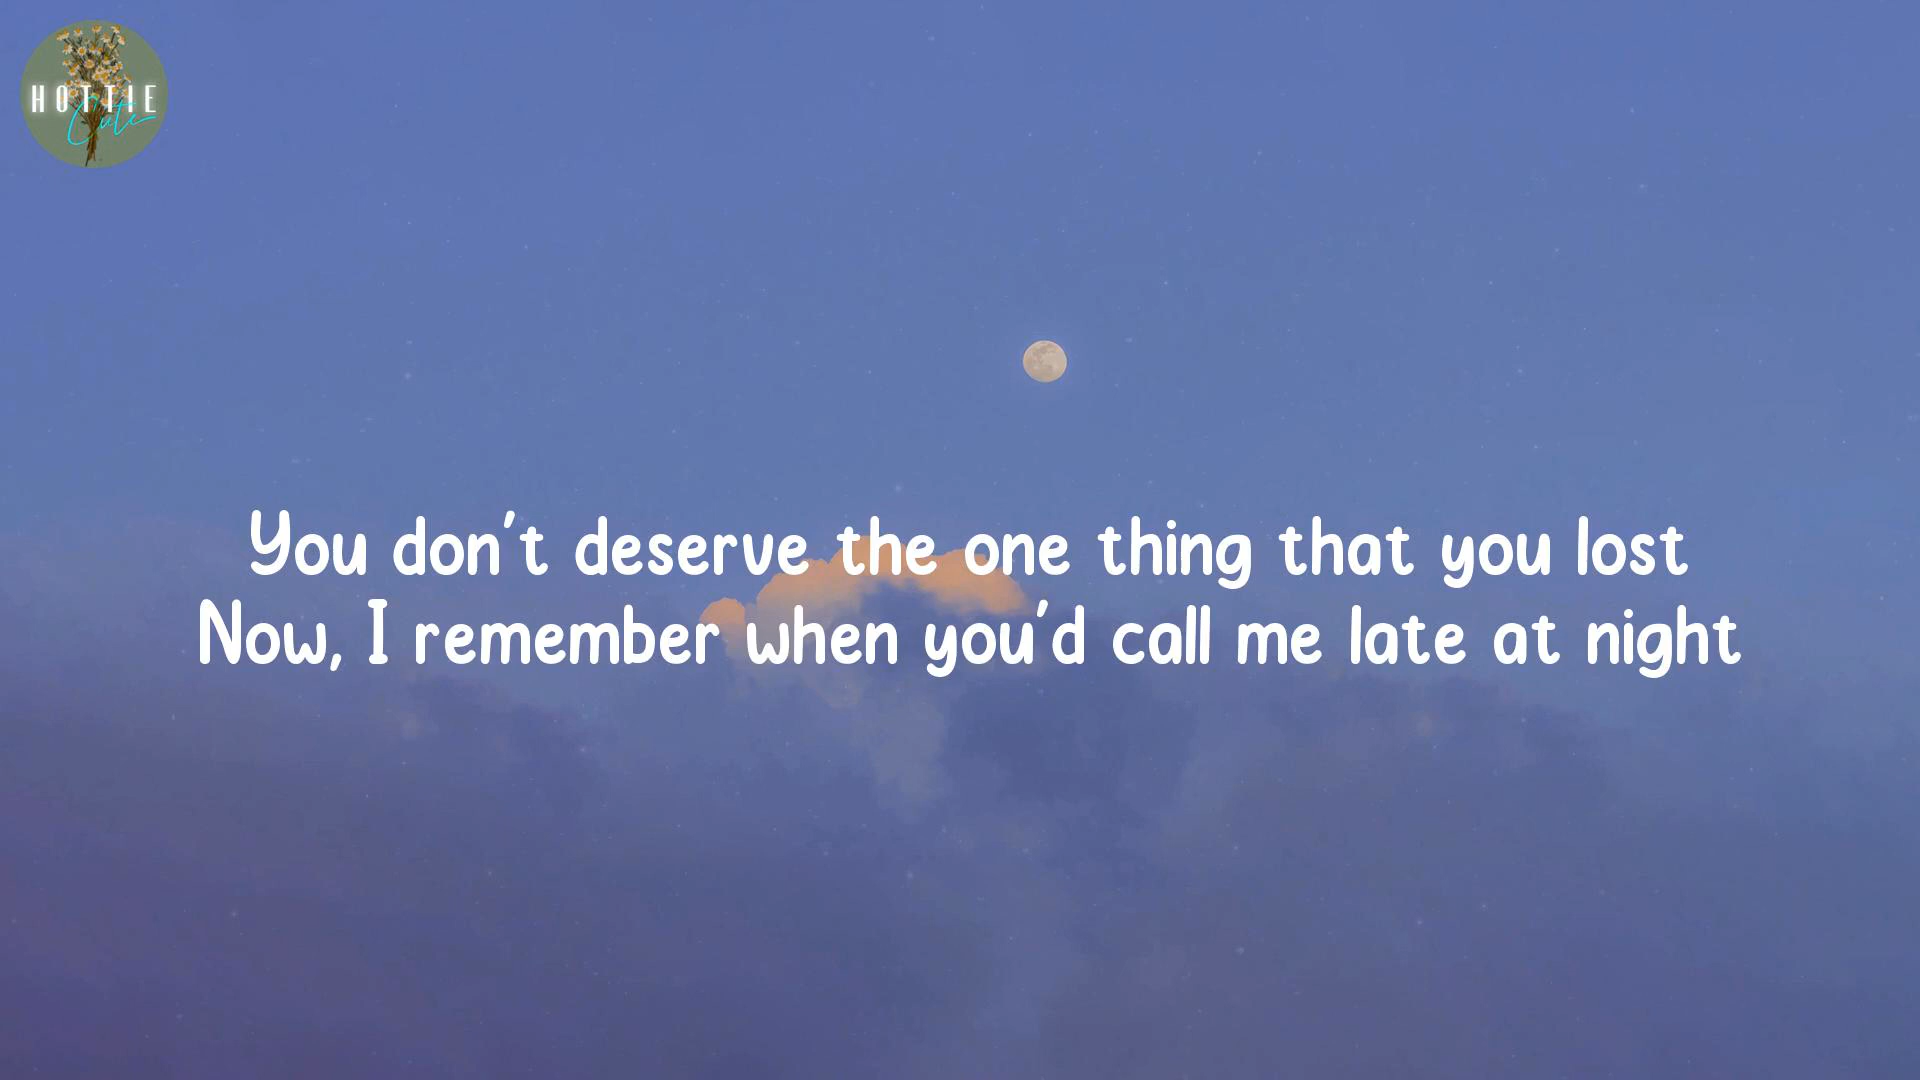 HOTTIE
Cute
You don't deserve the one thing that you lost
Now, I remember when you'd call me late at night